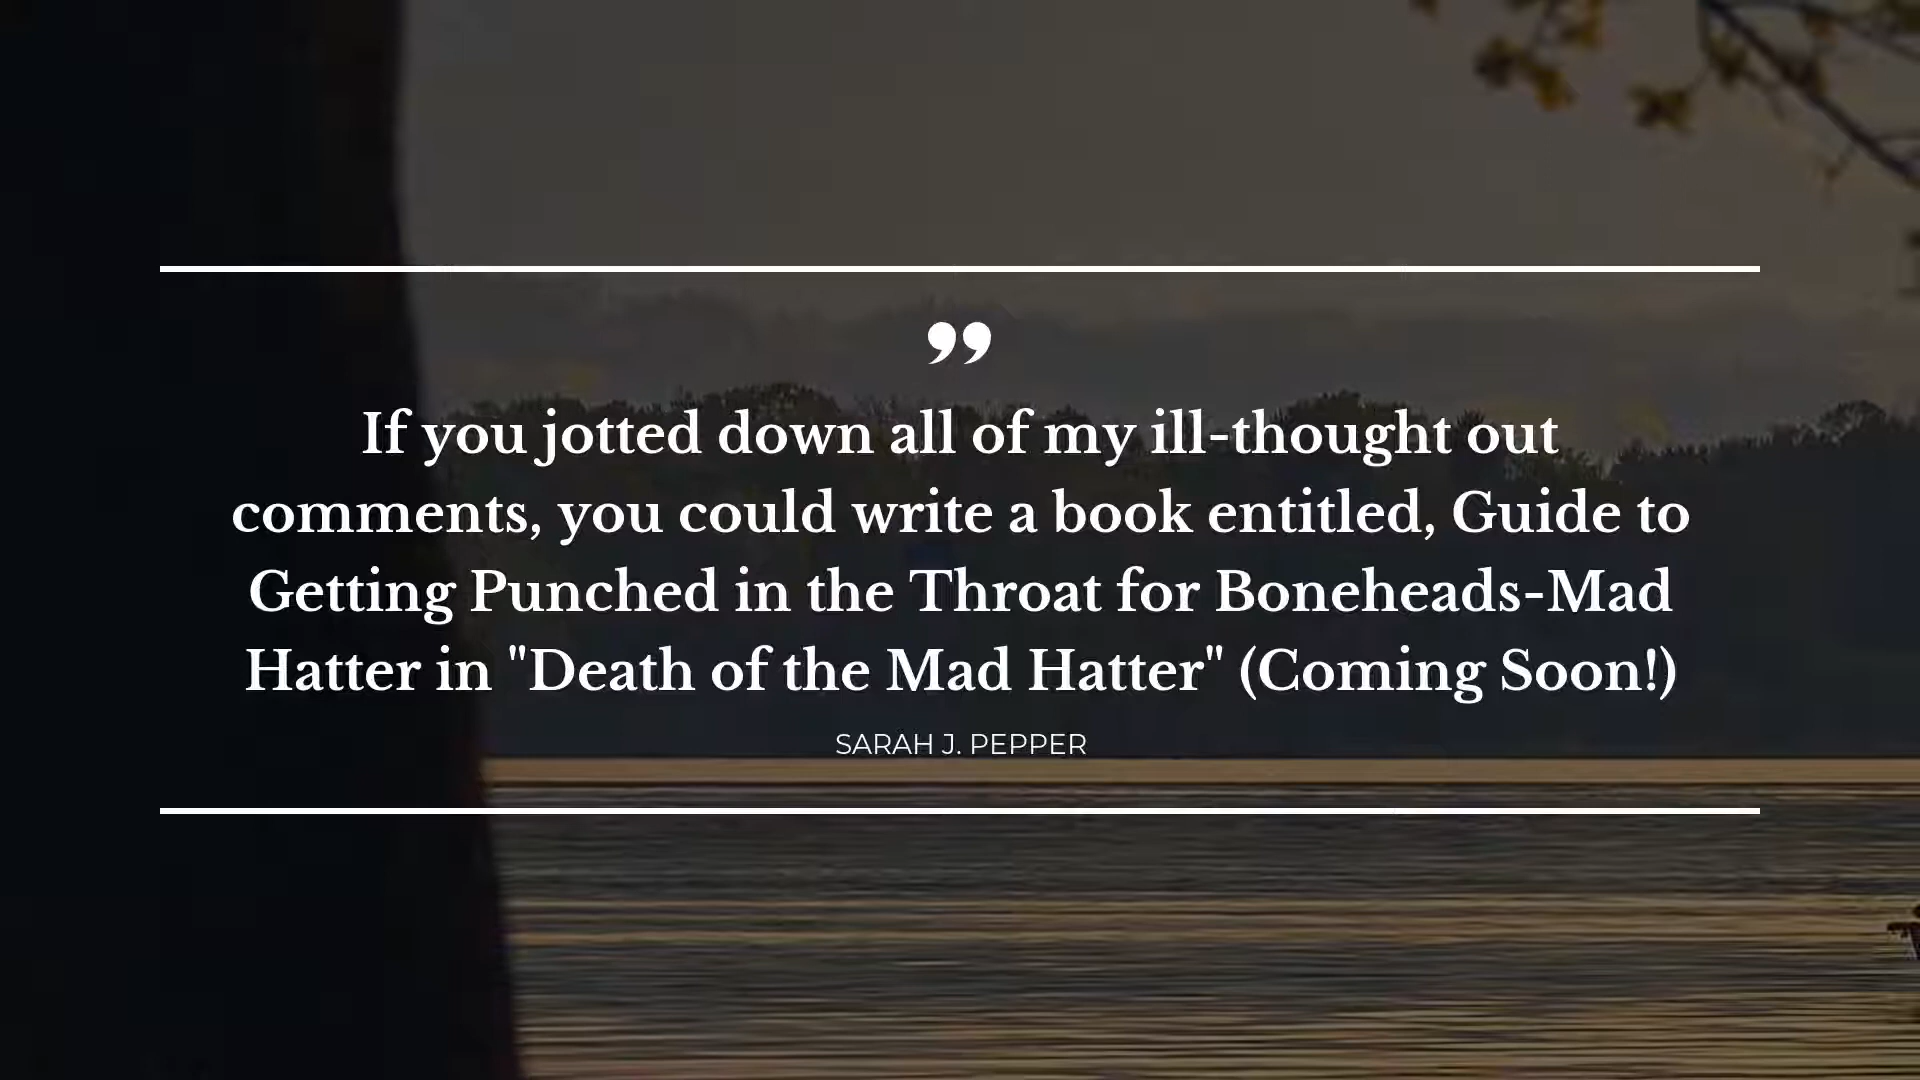 ”
If you jotted down all of my ill-thought out
comments, you could write a book entitled, Guide to
Getting Punched in the Throat for Boneheads-Mad
Hatter in "Death of the Mad Hatter" (Coming Soon!)
SARAH J. PEPPER